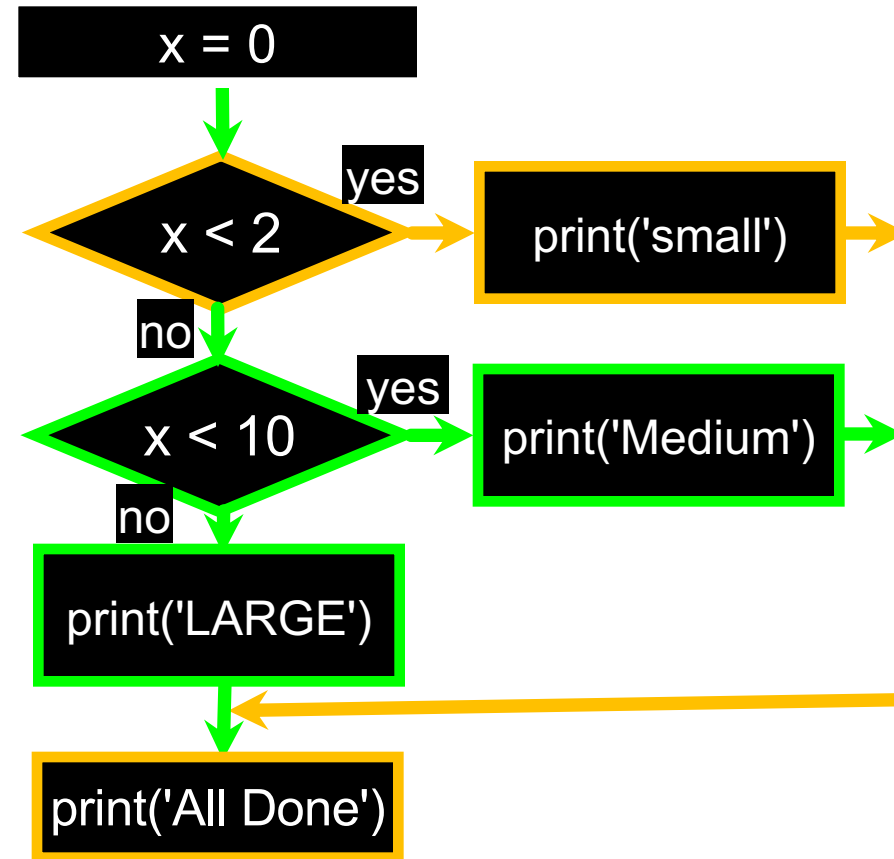 x = 0
yes
x < 2
print('small')
no
yes
x < 10
print('Medium')
no
print('LARGE')
print('All Done')